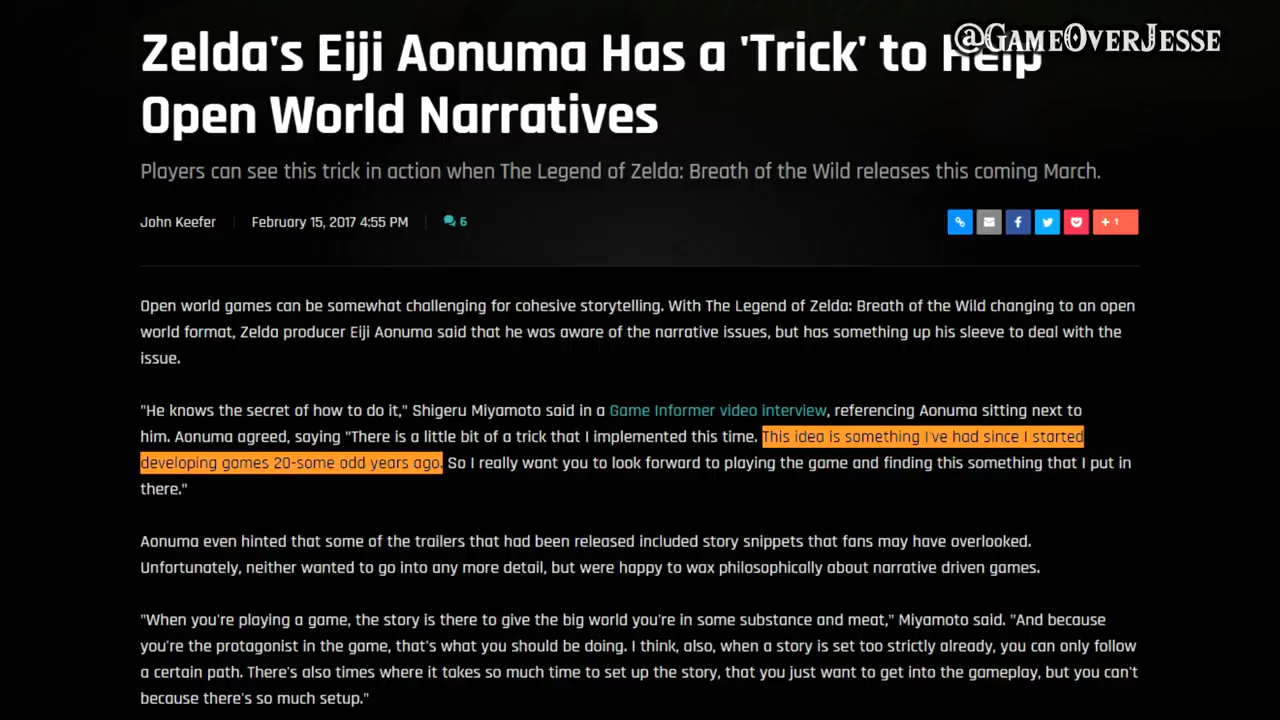 @GameOverJesse
Zelda's Eiji Aonuma Has a 'Trick' to Help
Open World Narratives
Players can see this trick in action when The Legend of Zelda: Breath of the Wild releases this coming March.
John Keefer February 15, 2017 4:55 PM 6
+ 1
Open world games can be somewhat challenging for cohesive storytelling. With The Legend of Zelda: Breath of the Wild changing to an open
world format, Zelda producer Eiji Aonuma said that he was aware of the narrative issues, but has something up his sleeve to deal with the
issue.
"He knows the secret of how to do it," Shigeru Miyamoto said in a Game Informer video interview, referencing Aonuma sitting next to
him. Aonuma agreed, saying "There is a little bit of a trick that I implemented this time. This idea is something I've had since I started
developing games 20-some odd years ago. So I really want you to look forward to playing the game and finding this something that I put in
there."
Aonuma even hinted that some of the trailers that had been released included story snippets that fans may have overlooked.
Unfortunately, neither wanted to go into any more detail, but were happy to wax philosophically about narrative driven games.
"When you're playing a game, the story is there to give the big world you're in some substance and meat," Miyamoto said. "And because
you're the protagonist in the game, that's what you should be doing. I think, also, when a story is set too strictly already, you can only follow
a certain path. There's also times where it takes so much time to set up the story, that you just want to get into the gameplay, but you can't
because there's so much setup."